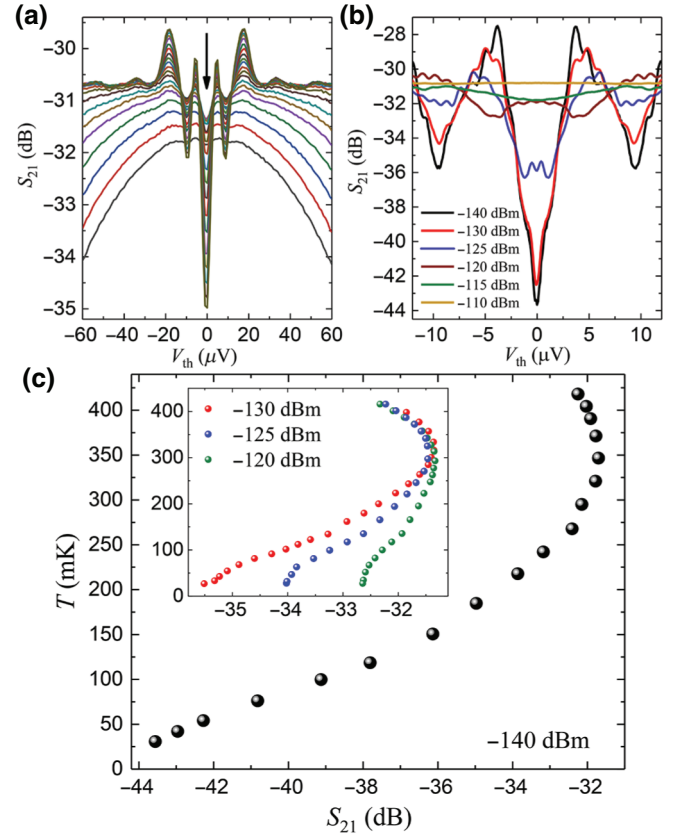 (a)
(b)
−30
−31
−32
−33
−34
−35
S21 (dB)
−60 −40 −20 0 20 40 60
Vth (μV)
−26
−28
−30
−32
−34
−36
−38
−40
−42
−44
S21 (dB)
−140 dBm
−130 dBm
−125 dBm
−120 dBm
−115 dBm
−110 dBm
−10 −5 0 5 10
Vth (μV)
(c)
400
350
300
250
200
150
100
50
0
T (mK)
400
300
200
100
0
−130 dBm
−125 dBm
−120 dBm
−35 −34 −33 −32
−140 dBm
−44 −42 −40 −38 −36 −34 −32
S21 (dB)